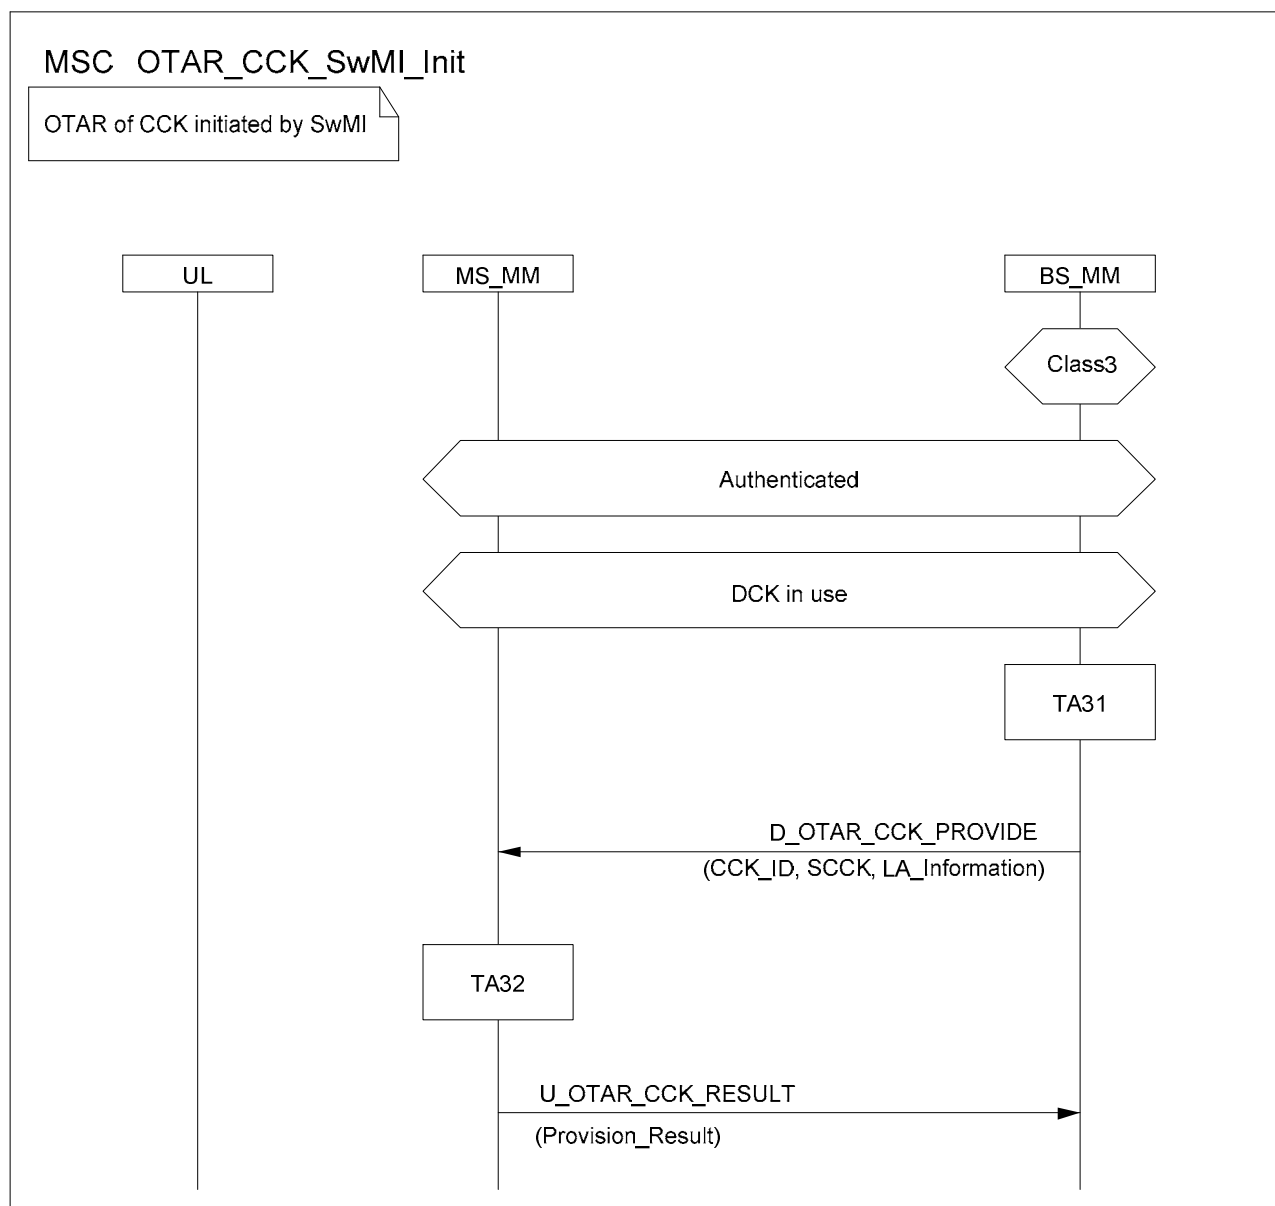 MSC OTAR_CCK_SwMI_Init
OTAR of CCK initiated by SwMI
UL
MS_MM
BS_MM
Class3
Authenticated
DCK in use
TA31
D_OTAR_CCK_PROVIDE
(CCK_ID, SCCK, LA_Information)
TA32
U_OTAR_CCK_RESULT
(Provision_Result)